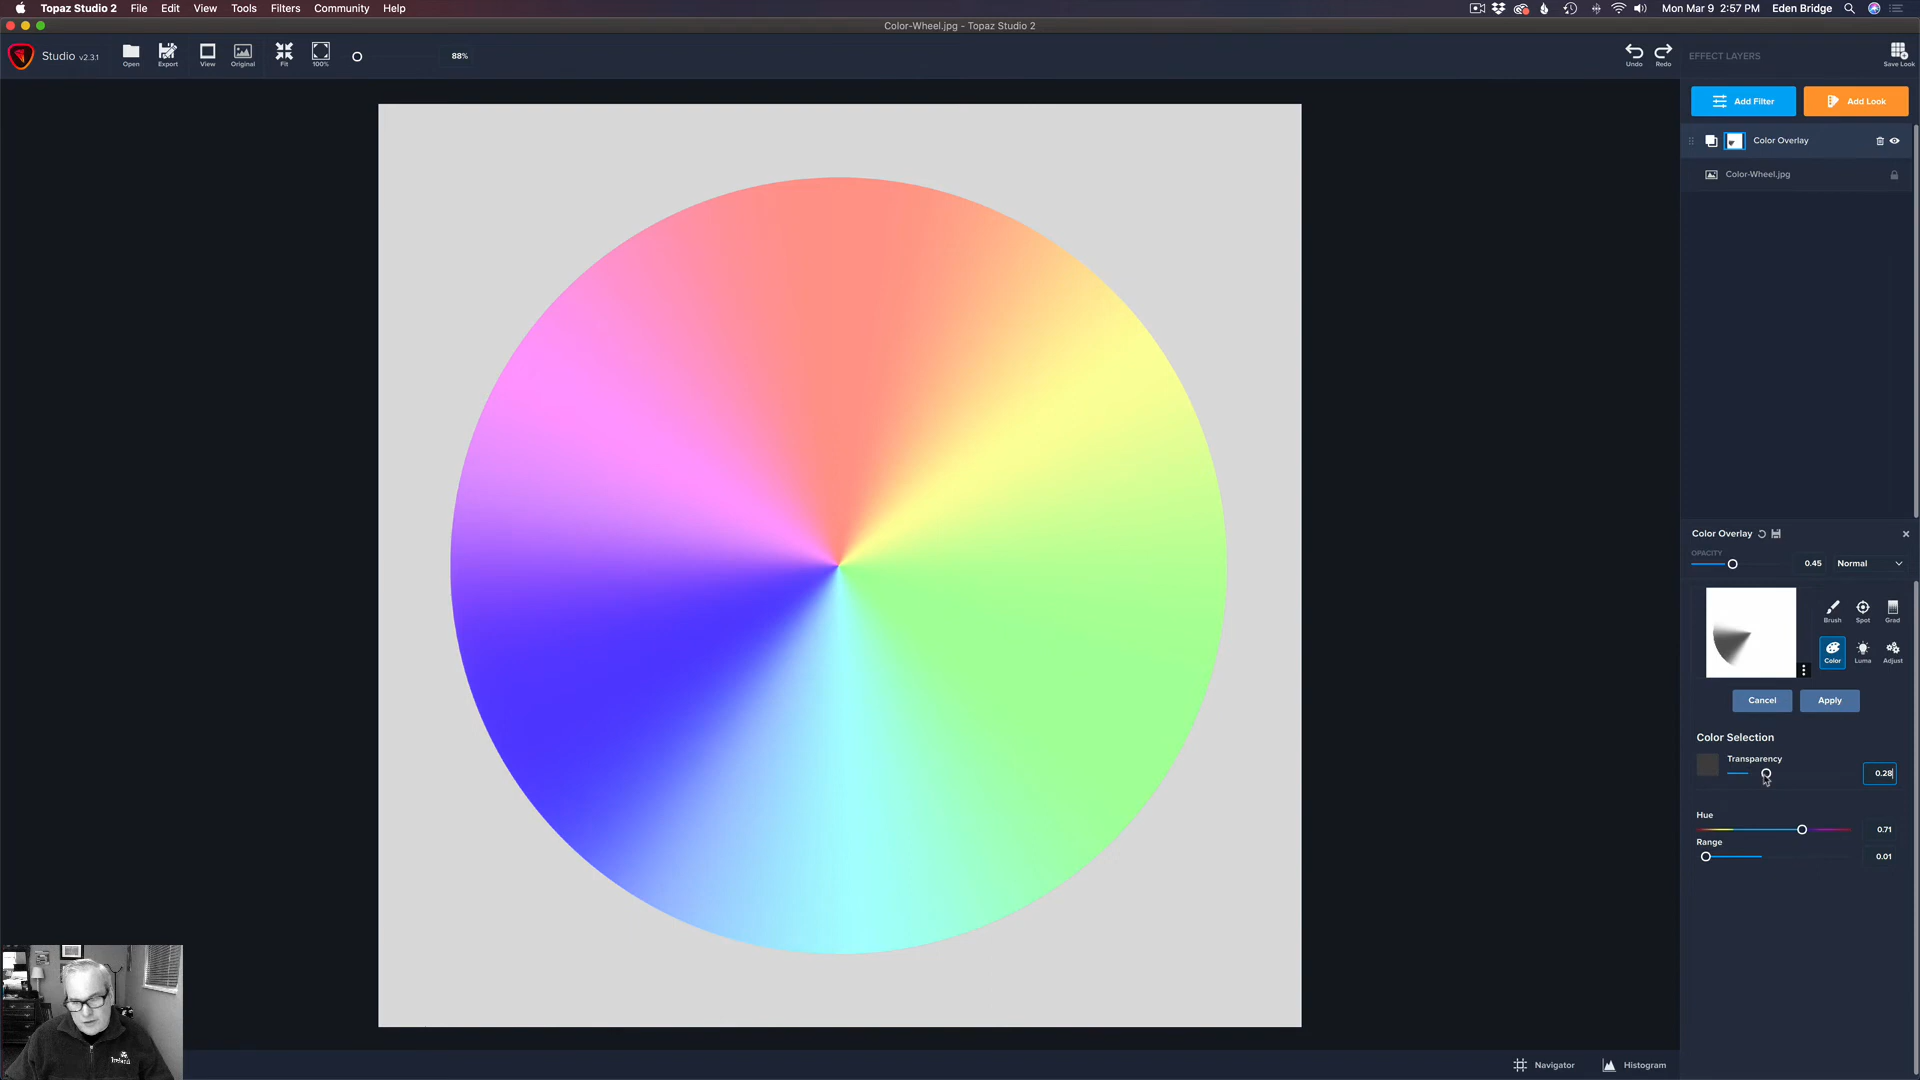 Topaz Studio 2 File Edit View Tools Filters Community Help Mon Mar 9 2:57 PM Eden Bridge
Color-Wheel.jpg - Topaz Studio 2
Studio v2.3.1 Open Export View Original Fit 100% 88% Undo Redo EFFECT LAYERS Save Look
Add Filter Add Look
Color Overlay
Color-Wheel.jpg
Color Overlay
OPACITY 0.45 Normal
Brush Spot Grad
Color Luma Adjust
Cancel Apply
Color Selection
Transparency
0.28
Hue
0.71
Range
0.01
Ireland
Navigator Histogram